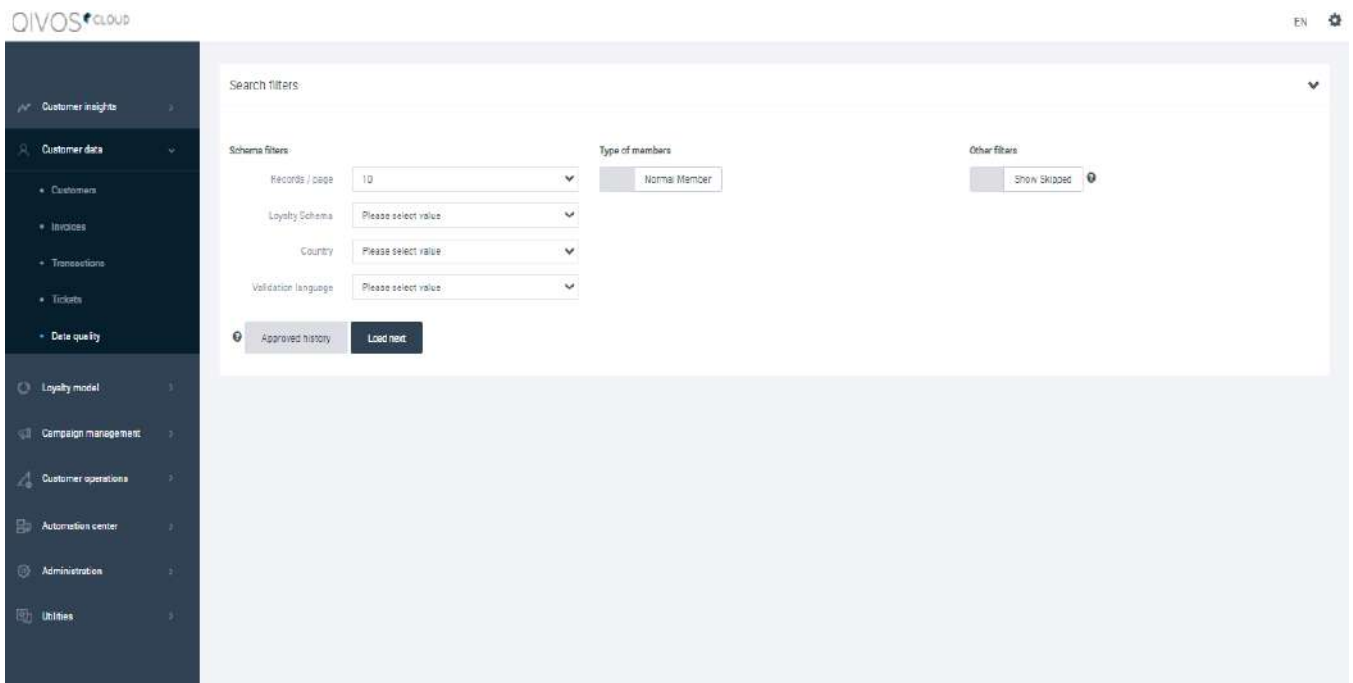 QIVOS CLOUD
EN
Customer insights
Customer data
Customers
Invoices
Transactions
Tickets
Data quality
Loyalty model
Campaign management
Customer operations
Automation center
Administration
Utilities
Search filters
Schema filters
Records / page 10
Loyalty Schema Please select value
Country Please select value
Validation language Please select value
Approved history Load next
Type of members
Normal Member
Other filters
Show Skipped